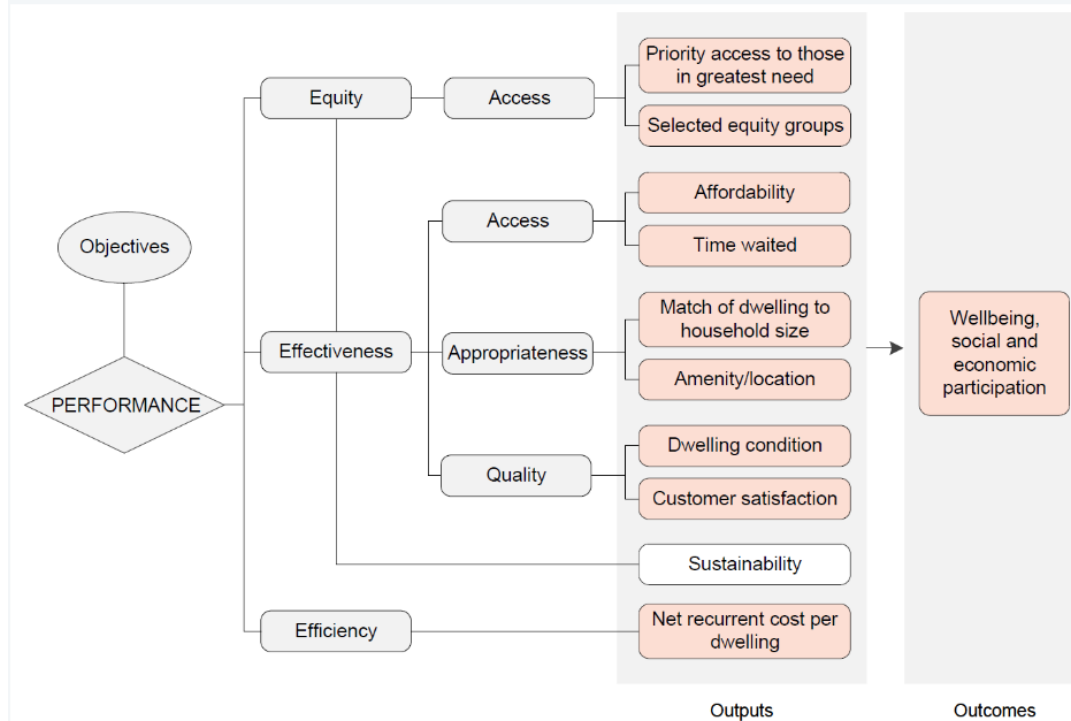 Priority access to those
in greatest need
Equity
Access
Selected equity groups
Affordability
Access
Objectives
Time waited
Match of dwelling to
household size
Wellbeing,
social and
economic
participation
Effectiveness
Appropriateness
Amenity/location
PERFORMANCE
Dwelling condition
Quality
Customer satisfaction
Sustainability
Efficiency
Net recurrent cost per
dwelling
Outputs
Outcomes